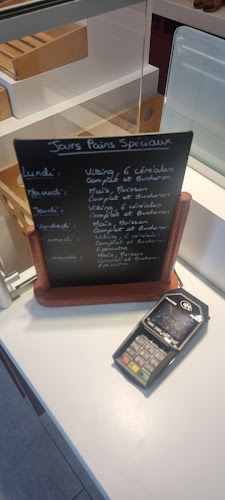 Jours Pains Spéciaux
Lundi : Viking, 6 céréales
Complet et Bucheron
Mercredi : Maïs, Moisson
Complet et Bucheron
Jeudi : Viking, 6 céréales
Complet et Bucheron
Vendredi : Maïs, Moisson
Complet et Bucheron
Samedi : Viking, 6 céréales
Complet et Bucheron
Epeautre
Maïs, Moisson
Complet et Bucheron
Epeautre